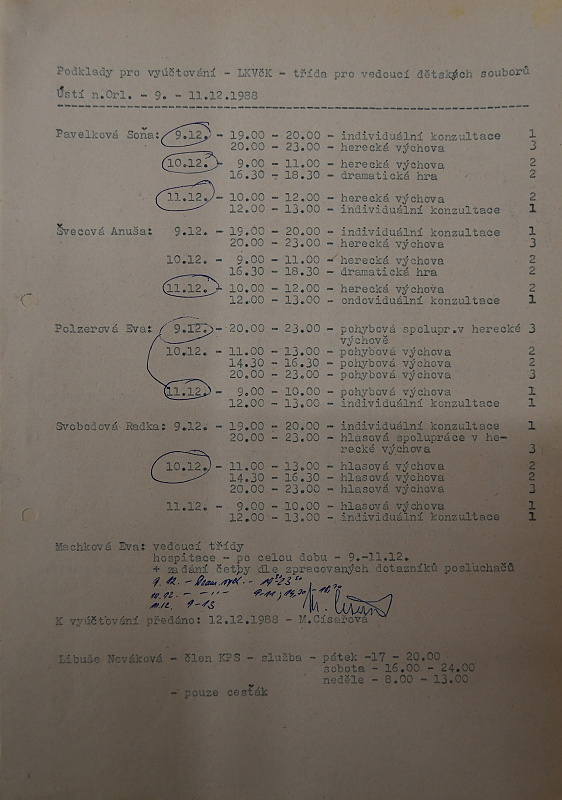 Podklady pro vyúčtování - LKVčK - třída pro vedoucí dětských souborů
Ústí n.Orl. - 9. - 11.12.1988
Pavelková Soňa: 9.12. - 19.00 - 20.00 - individuální konzultace 1
20.00 - 23.00 - herecká výchova 3
10.12. - 9.00 - 11.00 - herecká výchova 2
16.30 - 18.30 - dramatická hra 2
11.12. - 10.00 - 12.00 - herecká výchova 2
12.00 - 13.00 - individuální konzultace 1
Švecová Anuša: 9.12. - 19.00 - 20.00 - individuální konzultace 1
20.00 - 23.00 - herecká výchova 3
10.12. - 9.00 - 11.00 - herecká výchova 2
16.30 - 18.30 - dramatická hra 2
11.12. - 10.00 - 12.00 - herecká výchova 2
12.00 - 13.00 - ondoviduální konzultace 1
Polzerová Eva: 9.12. - 20.00 - 23.00 - pohybová spolupr.v herecké 3
výchově
10.12. - 11.00 - 13.00 - pohybová výchova 2
14.30 - 16.30 - pohybová výchova 2
20.00 - 23.00 - pohybová výchova 3
11.12. - 9.00 - 10.00 - pohybová výchova 1
12.00 - 13.00 - individuální konzultace 1
Svobodová Radka: 9.12. - 19.00 - 20.00 - individuální konzultace 1
20.00 - 23.00 - hlasová spolupráce v he-
recké výchova 3
10.12. - 11.00 - 13.00 - hlasová výchova 2
14.30 - 16.30 - hlasová výchova 2
20.00 - 23.00 - hlasová výchova 3
11.12. - 9.00 - 10.00 - hlasová výchova 1
12.00 - 13.00 - individuální konzultace 1
Machková Eva: vedoucí třídy
hospitace - po celou dobu - 9.-11.12.
+ zadání četby dle zpracovaných dotazníků posluchačů
9.12. -
10.12. - 9-11,
11.12. 9-13
K vyúčtování předáno: 12.12.1988 - M.Císařová
Libuše Nováková - člen KPS - služba - pátek -17 - 20.00
sobota - 16.00 - 24.00
neděle - 8.00 - 13.00
- pouze cesťák